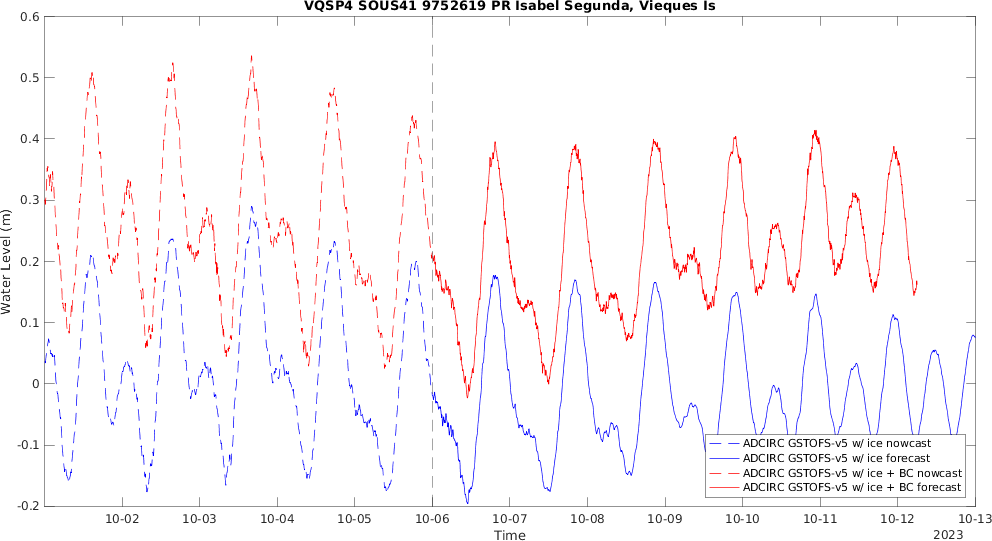 VQSP4 SOUS41 9752619 PR Isabel Segunda, Vieques Is
0.6
0.5
0.4
0.3
0.2
0.1
0
-0.1
-0.2
Water Level (m)
ADCIRC GSTOFS-v5 w/ ice nowcast
ADCIRC GSTOFS-v5 w/ ice forecast
ADCIRC GSTOFS-v5 w/ ice + BC nowcast
ADCIRC GSTOFS-v5 w/ ice + BC forecast
10-02 10-03 10-04 10-05 10-06 10-07 10-08 10-09 10-10 10-11 10-12 10-13
Time
2023